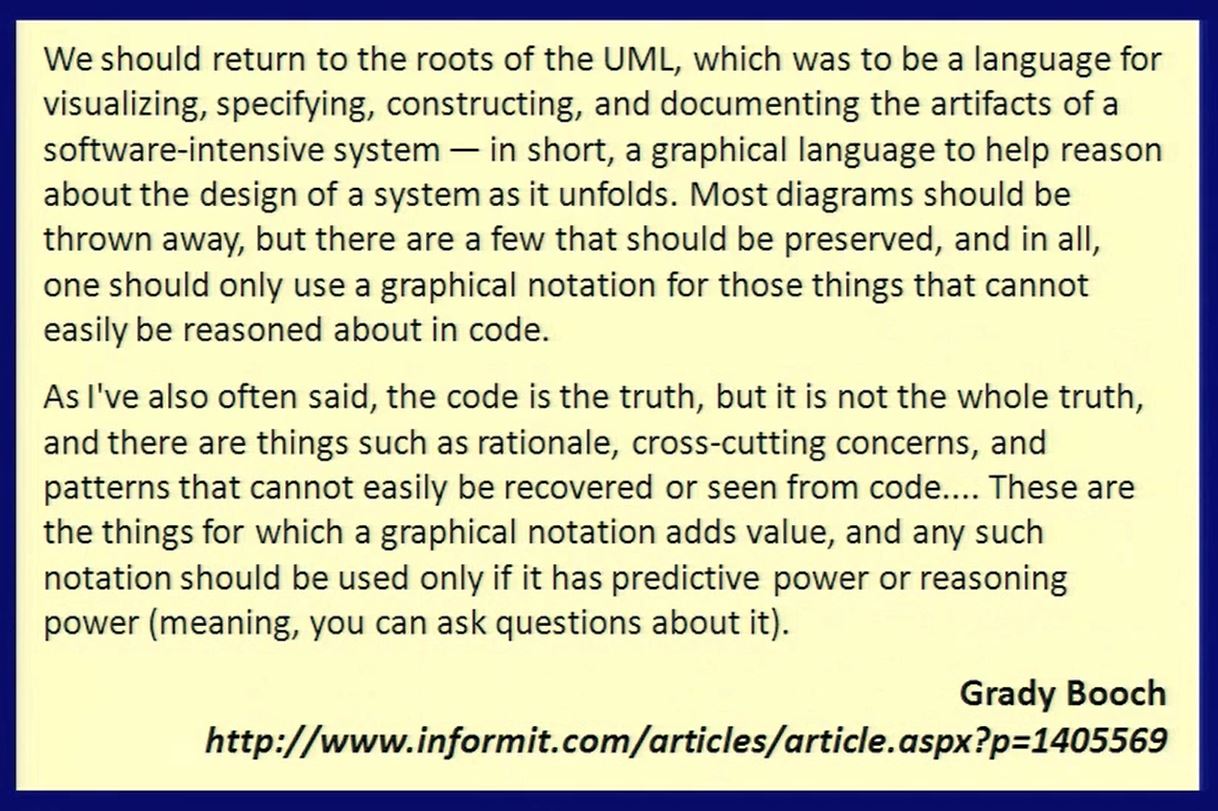 We should return to the roots of the UML, which was to be a language for
visualizing, specifying, constructing, and documenting the artifacts of a
software-intensive system — in short, a graphical language to help reason
about the design of a system as it unfolds. Most diagrams should be
thrown away, but there are a few that should be preserved, and in all,
one should only use a graphical notation for those things that cannot
easily be reasoned about in code.
As I've also often said, the code is the truth, but it is not the whole truth,
and there are things such as rationale, cross-cutting concerns, and
patterns that cannot easily be recovered or seen from code.... These are
the things for which a graphical notation adds value, and any such
notation should be used only if it has predictive power or reasoning
power (meaning, you can ask questions about it).
Grady Booch
http://www.informit.com/articles/article.aspx?p=1405569